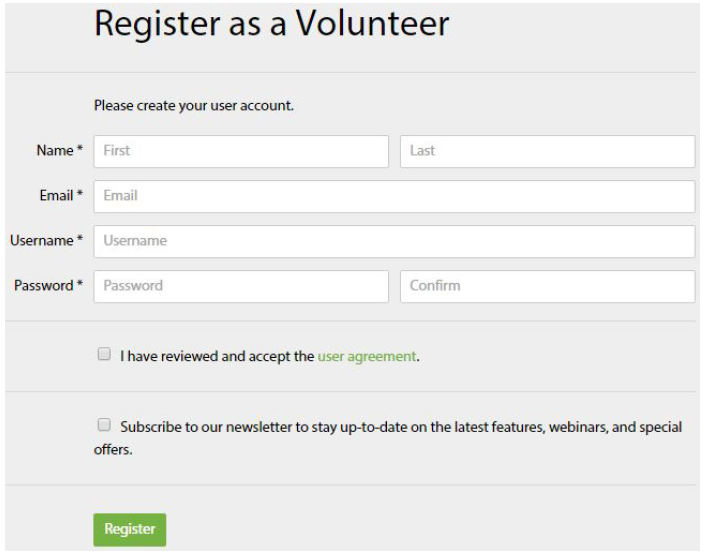 Register as a Volunteer
Please create your user account.
Name * First Last
Email * Email
Username * Username
Password * Password Confirm
I have reviewed and accept the user agreement.
Subscribe to our newsletter to stay up-to-date on the latest features, webinars, and special
offers.
Register